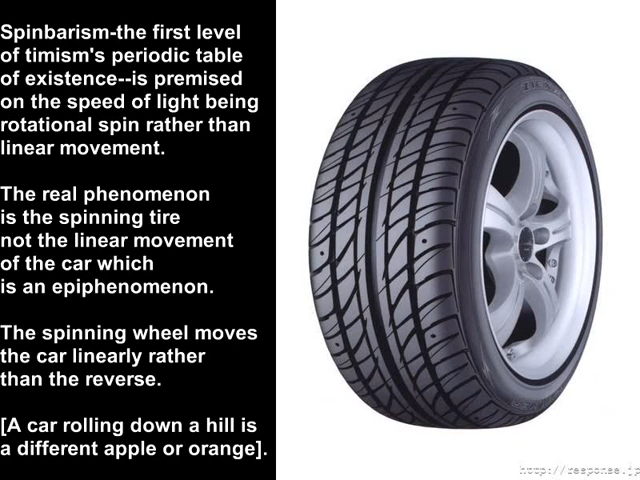 Spinbarism-the first level
of timism's periodic table
of existence--is premised
on the speed of light being
rotational spin rather than
linear movement.
The real phenomenon
is the spinning tire
not the linear movement
of the car which
is an epiphenomenon.
The spinning wheel moves
the car linearly rather
than the reverse.
[A car rolling down a hill is
a different apple or orange].
http://response.jp